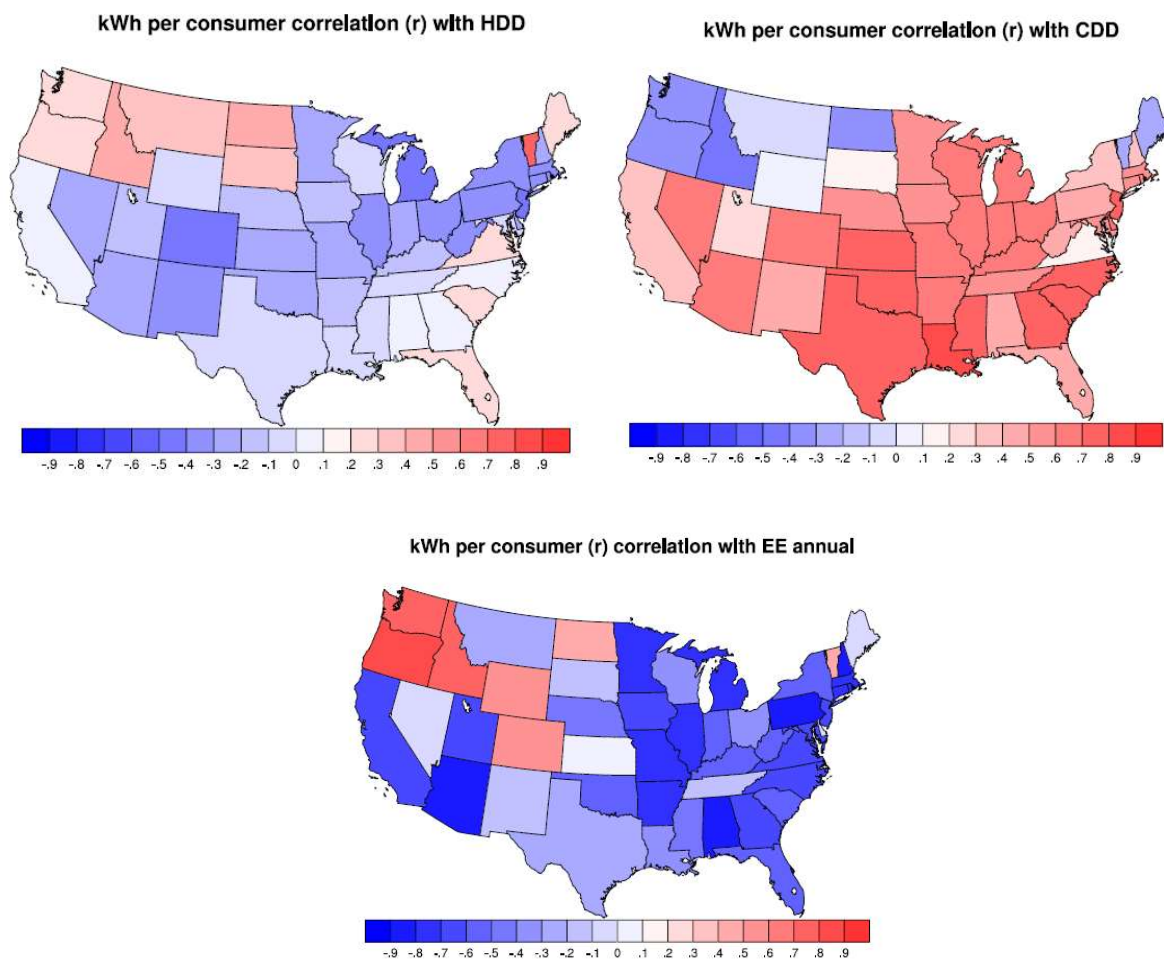 kWh per consumer correlation (r) with HDD
kWh per consumer correlation (r) with CDD
-.9 -.8 -.7 -.6 -.5 -.4 -.3 -.2 -.1 0 .1 .2 .3 .4 .5 .6 .7 .8 .9
-.9 -.8 -.7 -.6 -.5 -.4 -.3 -.2 -.1 0 .1 .2 .3 .4 .5 .6 .7 .8 .9
kWh per consumer (r) correlation with EE annual
-.9 -.8 -.7 -.6 -.5 -.4 -.3 -.2 -.1 0 .1 .2 .3 .4 .5 .6 .7 .8 .9